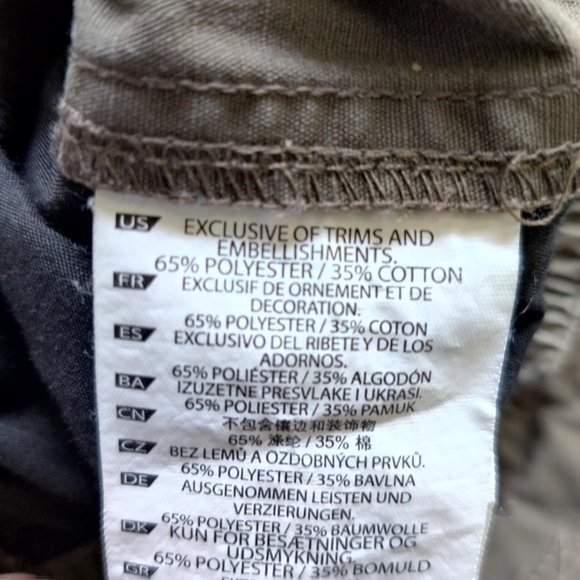 US EXCLUSIVE OF TRIMS AND
EMBELLISHMENTS.
65% POLYESTER / 35% COTTON
FR EXCLUSIF DE ORNEMENT ET DE
DECORATION.
65% POLYESTER / 35% COTON
ES EXCLUSIVO DEL RIBETE Y DE LOS
ADORNOS.
65% POLIÉSTER / 35% ALGODÓN
BA IZUZETNE PRESVLAKE I UKRASI.
65% POLIESTER / 35% PAMUK
CN 不包含镶边和装饰物
65% 涤纶 / 35% 棉
CZ BEZ LEMŮ A OZDOBNÝCH PRVKŮ.
65% POLYESTER / 35% BAVLNA
DE AUSGENOMMEN LEISTEN UND
VERZIERUNGEN.
65% POLYESTER / 35% BAUMWOLLE
DK KUN FOR BESÆTNINGER OG
UDSMYKNING.
65% POLYESTER / 35% BOMULD
GR